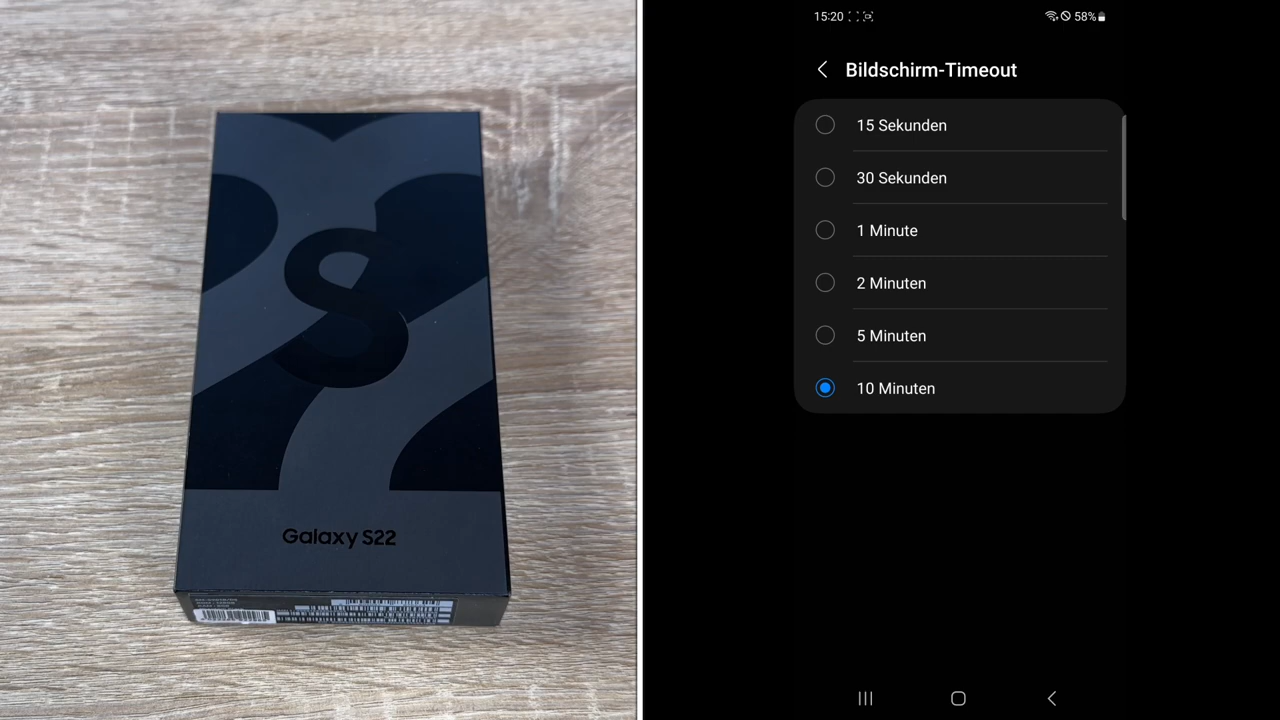 S
Galaxy S22
15:20
58%
Bildschirm-Timeout
15 Sekunden
30 Sekunden
1 Minute
2 Minuten
5 Minuten
10 Minuten